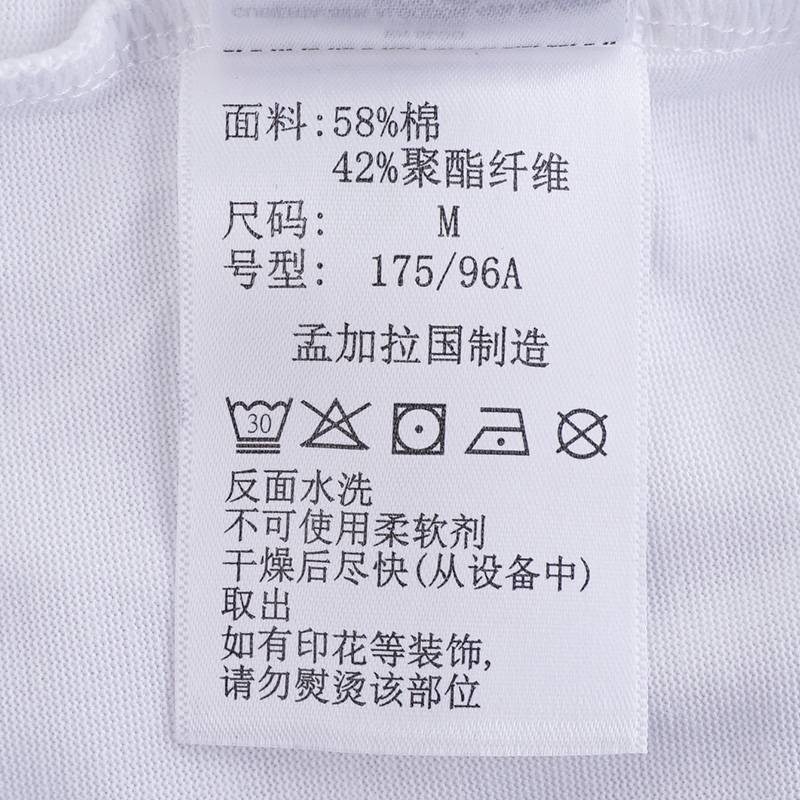 面料:58%棉
42%聚酯纤维
尺码: M
号型: 175/96A
孟加拉国制造
30
反面水洗
不可使用柔软剂
干燥后尽快(从设备中)
取出
如有印花等装饰,
请勿熨烫该部位